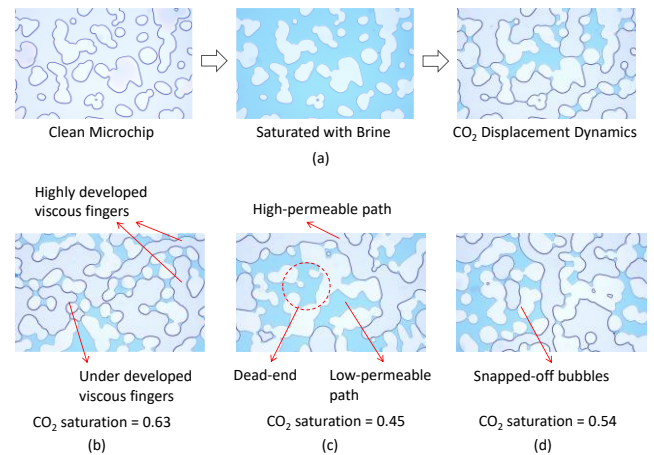 Clean Microchip
Saturated with Brine
CO₂ Displacement Dynamics
(a)
Highly developed
viscous fingers
High-permeable path
Under developed
viscous fingers
Dead-end
Low-permeable
path
Snapped-off bubbles
CO₂ saturation = 0.63
CO₂ saturation = 0.45
CO₂ saturation = 0.54
(b)
(c)
(d)